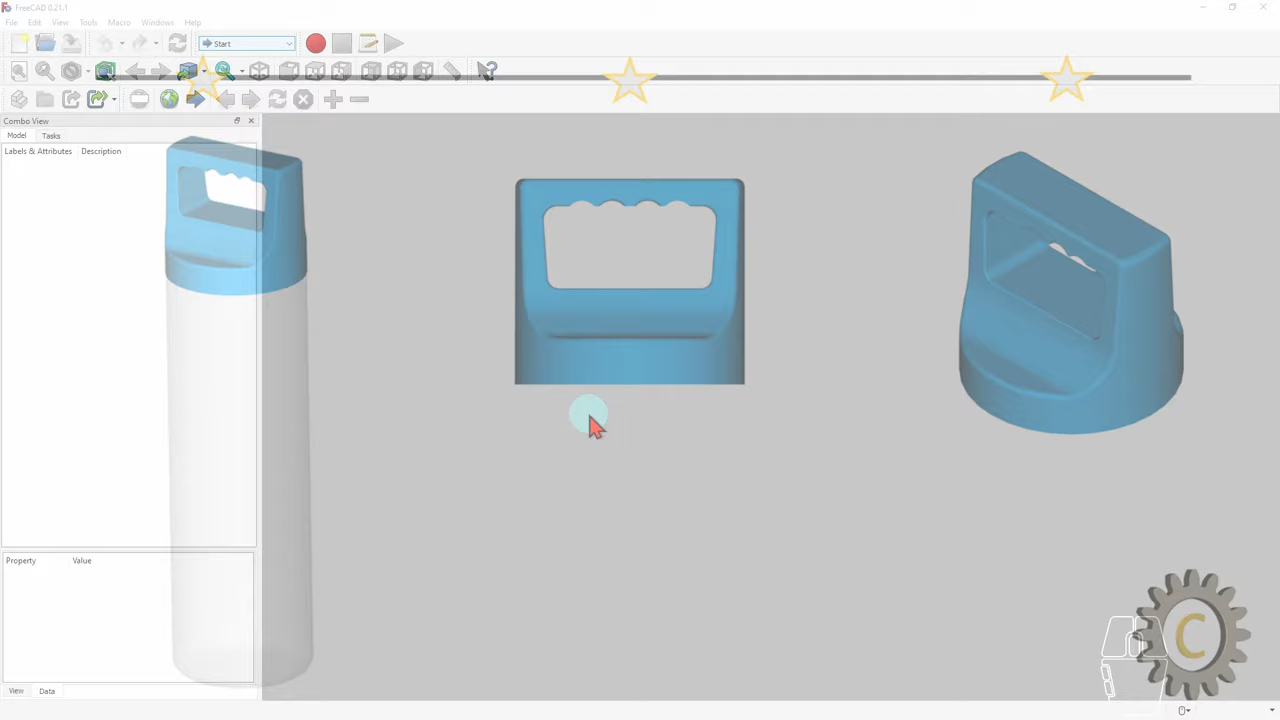 FreeCAD 0.21.1
File Edit View Tools Macro Windows Help
Start
Combo View
Model Tasks
Labels & Attributes Description
Property Value
View Data
C